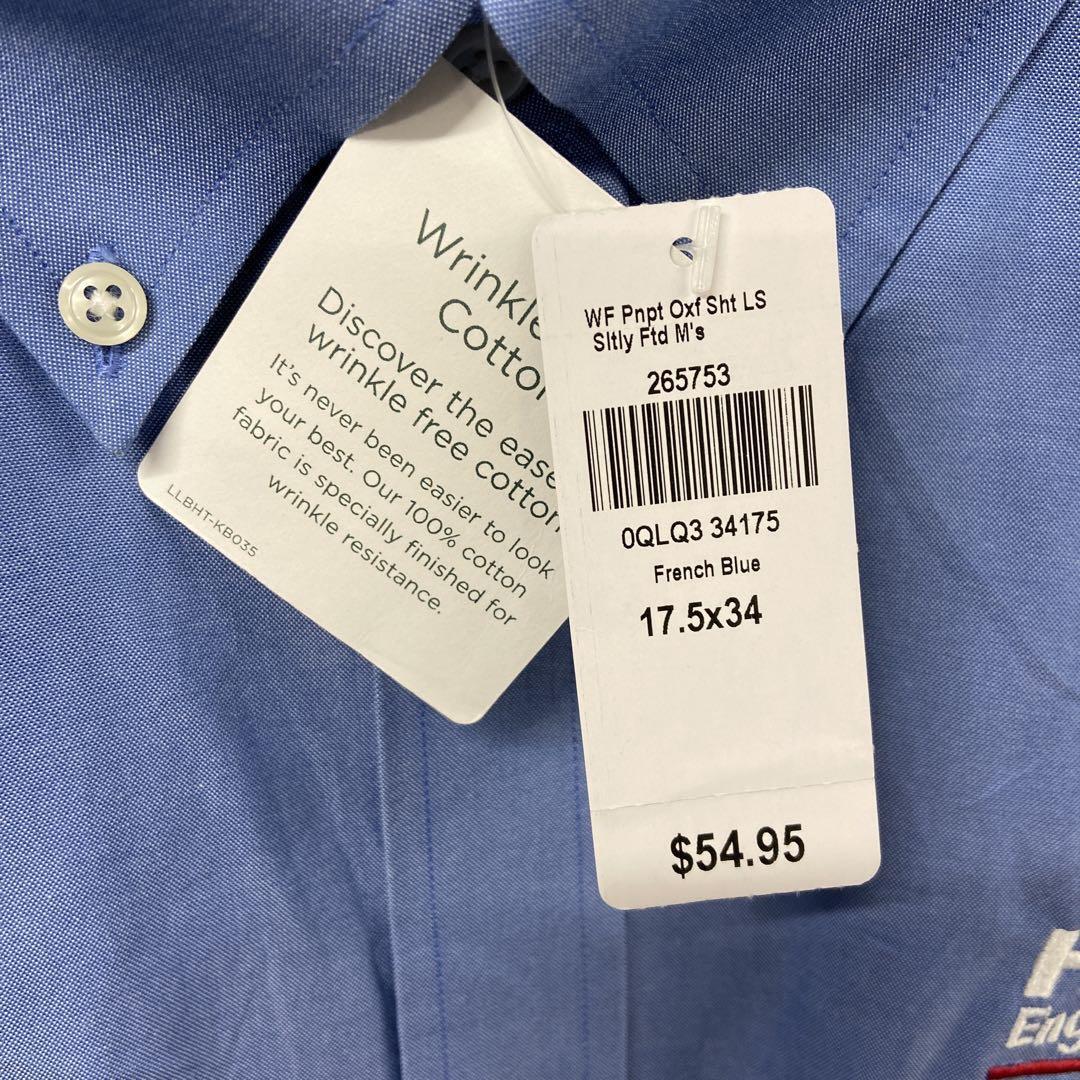 Wrinkle
Cotton
Discover the ease
wrinkle free cotton
It's never been easier to look
your best. Our 100% cotton
fabric is specially finished for
wrinkle resistance.
LLBHT-KB035
WF Pnpt Oxf Sht LS
Sltly Ftd M's
265753
0QLQ3 34175
French Blue
17.5x34
$54.95
Eng